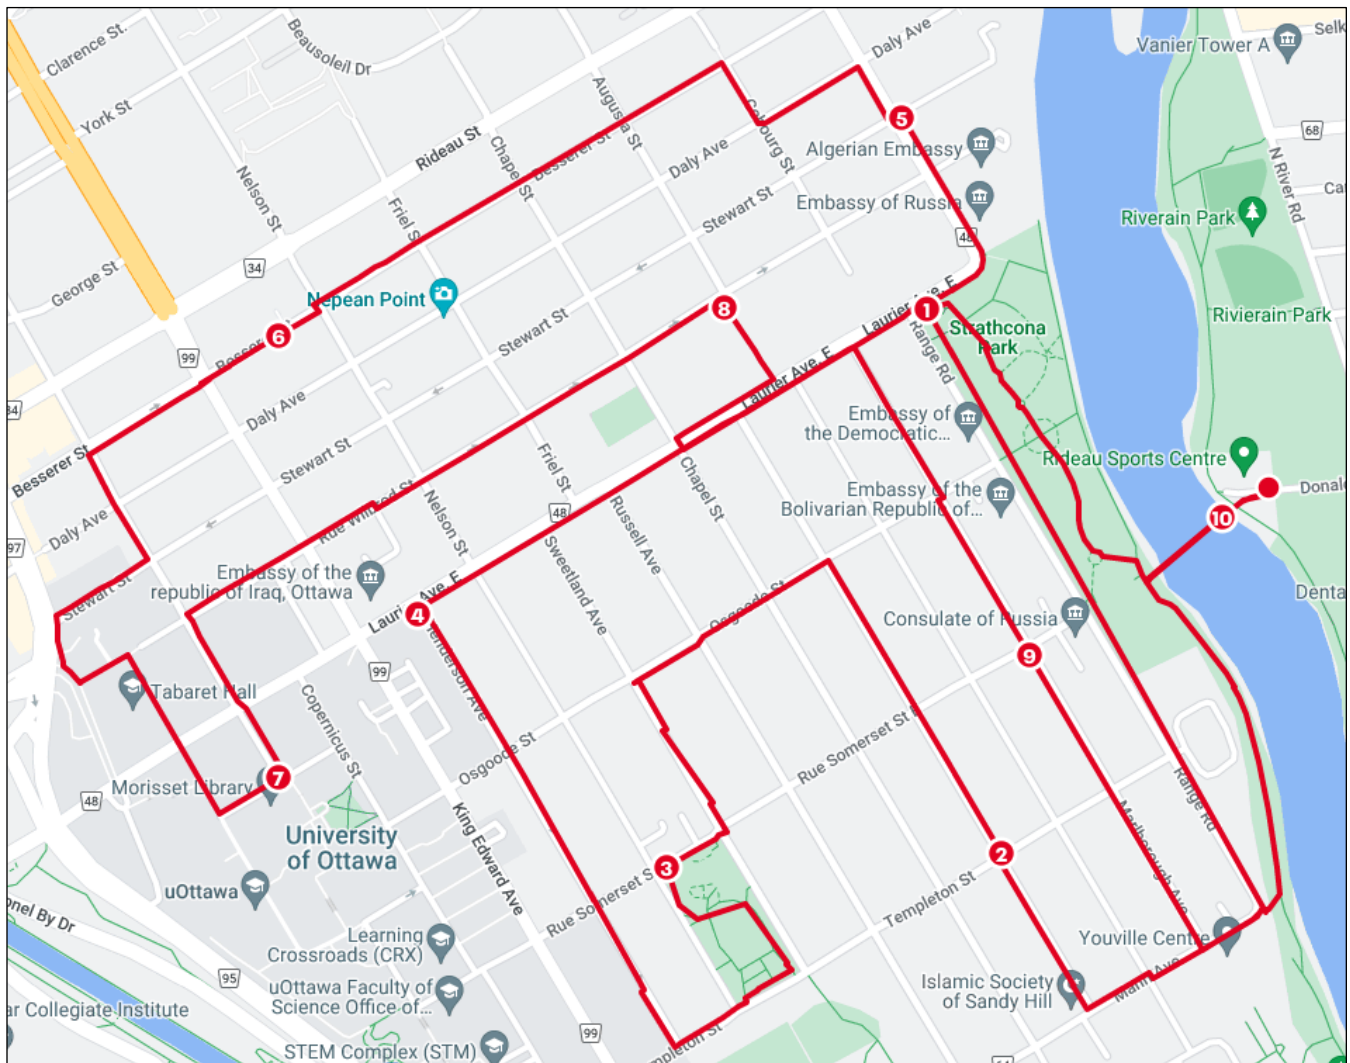 Clarence St.
Beausoleil Dr
Daly Ave
Vanier Tower A
Selk
York St
Augusta St
Rideau St
Cobourg St
5
68
Chapel St
Besserer St
Daly Ave
Algerian Embassy
N River Rd
Nelson St
Friel S
Stewart St
Embassy of Russia
Riverain Park
Car
48
George St
34
Nepean Point
Rivierain Park
8
1
Laurier Ave. E
Strathcona
Park
6
99
Stewart St
Range Rd
34
Daly Ave
Laurier Ave. E
Embassy of
the Democratic...
Besserer St
Stewart St
Friel St
Chapel St
Rideau Sports Centre
Donald
Embassy of the
Bolivarian Republic of...
Daly Ave
Rue Wilbrod St
Nelson St
48
Russell Ave
10
97
Sweetland Ave
Embassy of the
republic of Iraq, Ottawa
Stewart St
Osgoode St
Denta
Laurier Ave. E
4
Consulate of Russia
Henderson Ave
9
99
Tabaret Hall
Copernicus St
Rue Somerset St E
Osgoode St
7
Morisset Library
48
Range Rd
Marlborough Ave
King Edward Ave
University
of Ottawa
2
3
Rue Somerset S
Templeton St
uOttawa
onel By Dr
Learning
Crossroads (CRX)
Youville Centre
95
uOttawa Faculty of
Science Office of...
Islamic Society
of Sandy Hill
Mann Ave
ar Collegiate Institute
99
mpleton St
STEM Complex (STM)